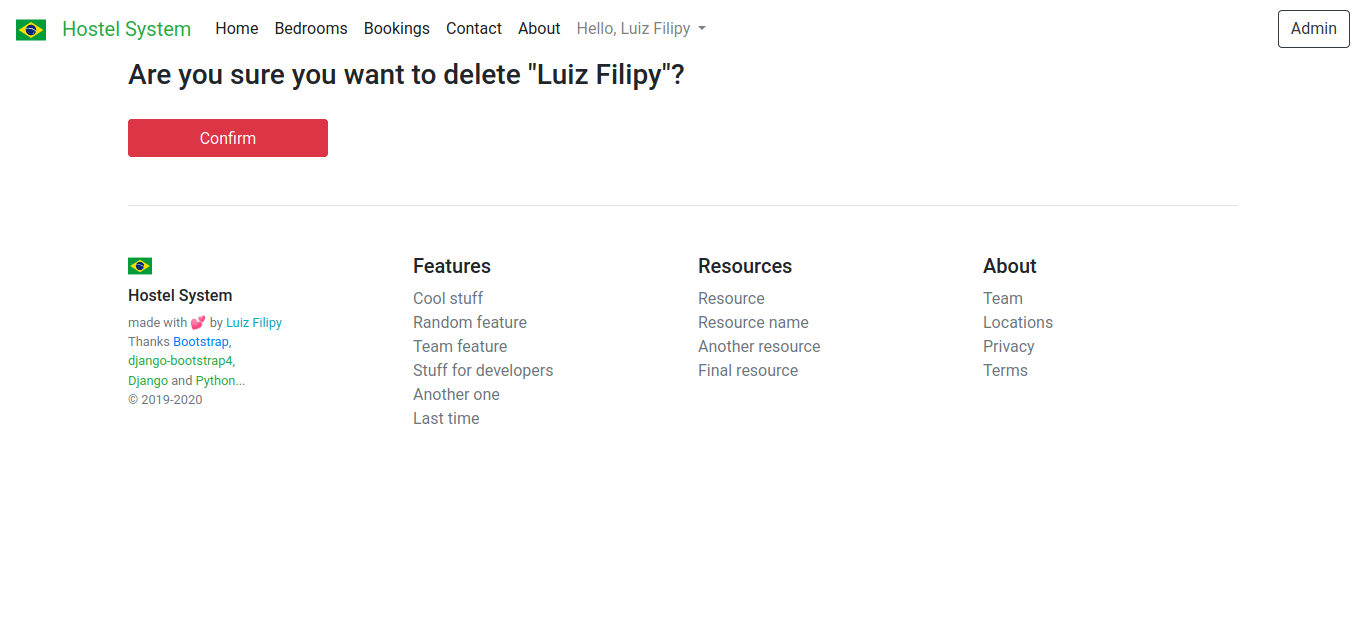 Hostel System Home Bedrooms Bookings Contact About Hello, Luiz Filipy Admin
Are you sure you want to delete "Luiz Filipy"?
Confirm
Hostel System
made with 💕 by Luiz Filipy
Thanks Bootstrap,
django-bootstrap4,
Django and Python...
© 2019-2020
Features
Cool stuff
Random feature
Team feature
Stuff for developers
Another one
Last time
Resources
Resource
Resource name
Another resource
Final resource
About
Team
Locations
Privacy
Terms